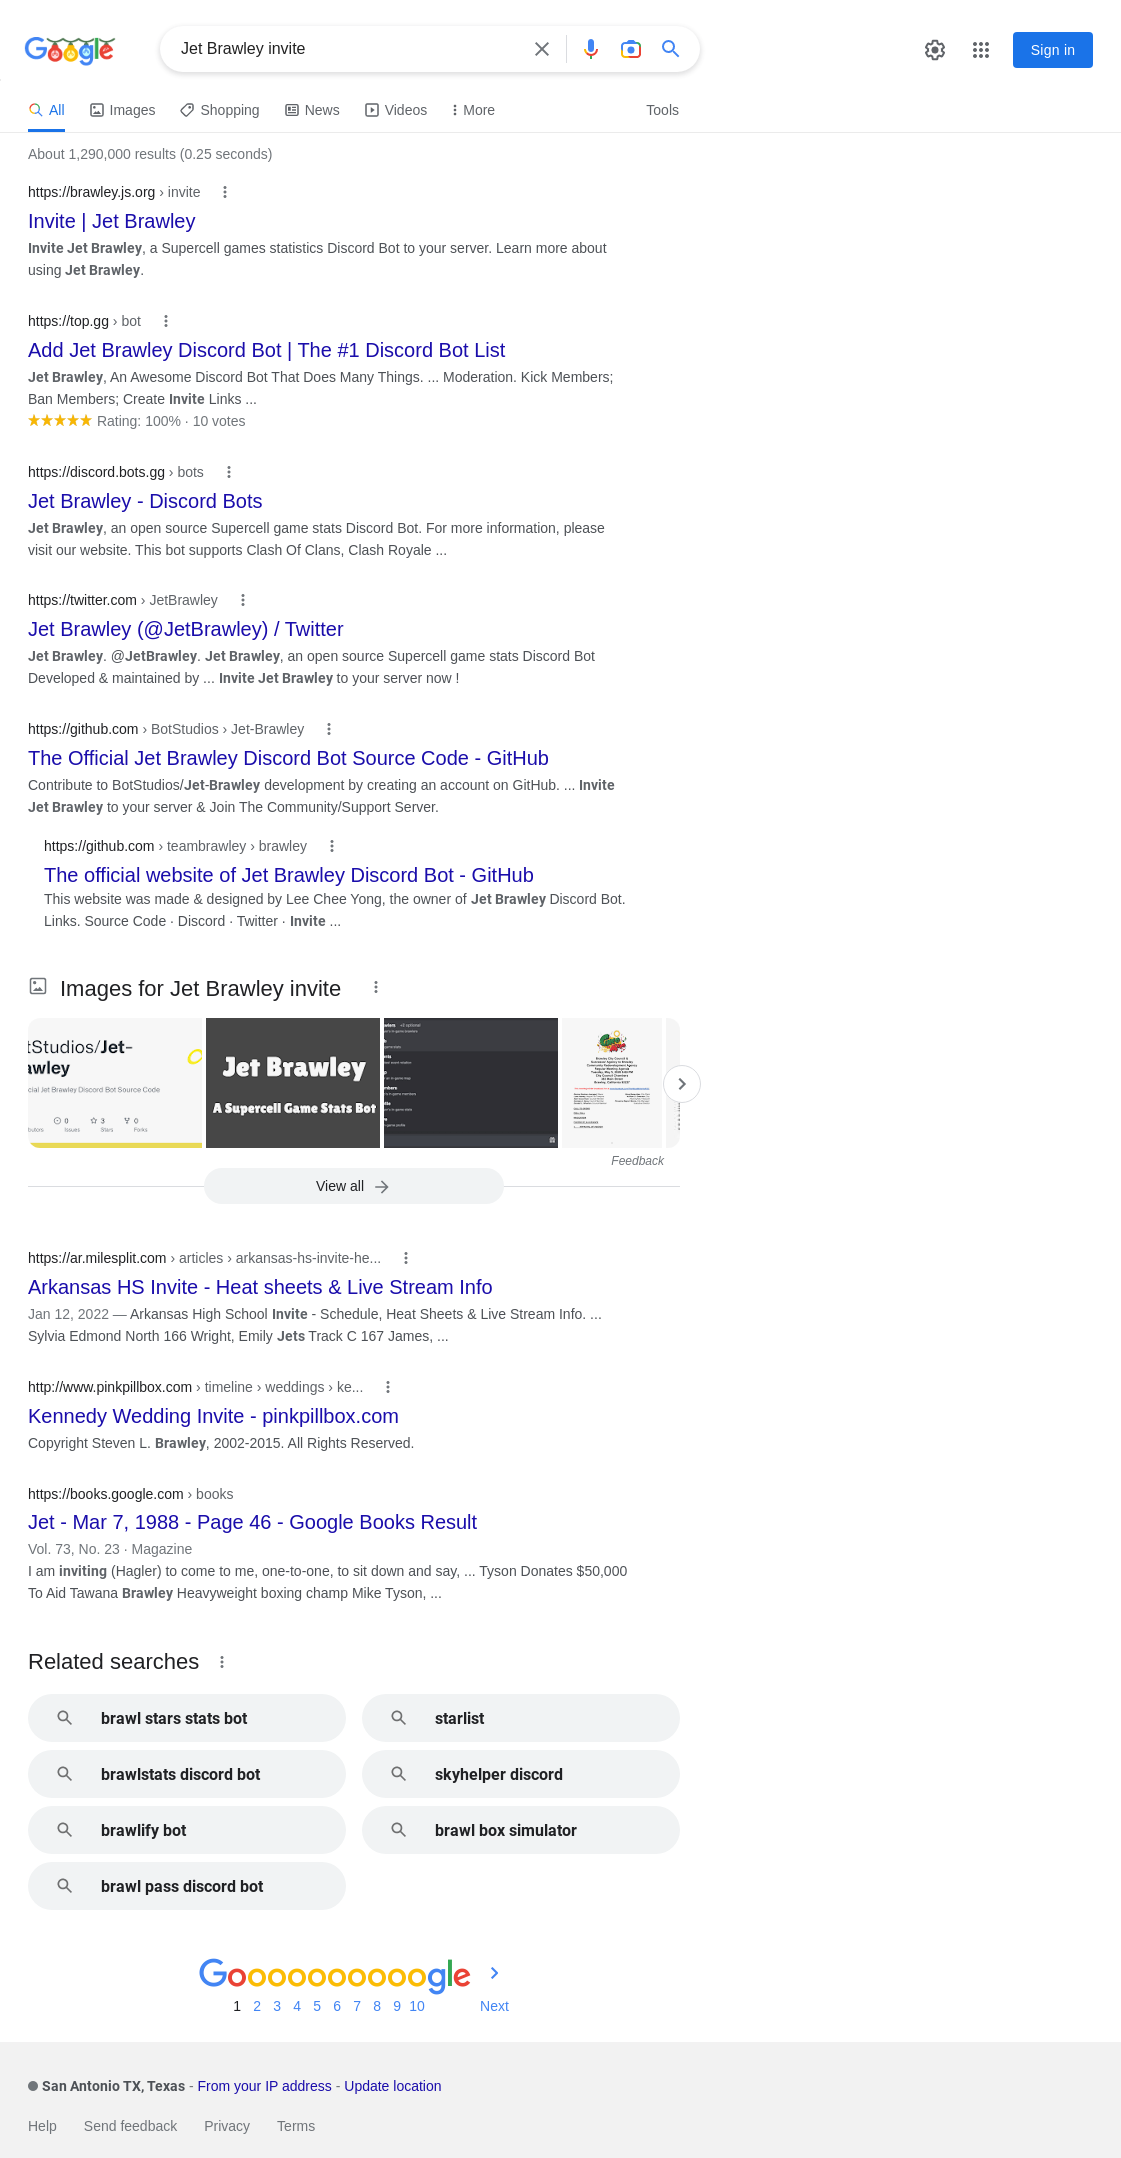 Google
Jet Brawley invite
Sign in
All
Images
Shopping
News
Videos
More
Tools
About 1,290,000 results (0.25 seconds)
https://brawley.js.org › invite
Invite | Jet Brawley
Invite Jet Brawley, a Supercell games statistics Discord Bot to your server. Learn more about
using Jet Brawley.
https://top.gg › bot
Add Jet Brawley Discord Bot | The #1 Discord Bot List
Jet Brawley, An Awesome Discord Bot That Does Many Things. ... Moderation. Kick Members;
Ban Members; Create Invite Links ...
Rating: 100% · 10 votes
https://discord.bots.gg › bots
Jet Brawley - Discord Bots
Jet Brawley, an open source Supercell game stats Discord Bot. For more information, please
visit our website. This bot supports Clash Of Clans, Clash Royale ...
https://twitter.com › JetBrawley
Jet Brawley (@JetBrawley) / Twitter
Jet Brawley. @JetBrawley. Jet Brawley, an open source Supercell game stats Discord Bot
Developed & maintained by ... Invite Jet Brawley to your server now !
https://github.com › BotStudios › Jet-Brawley
The Official Jet Brawley Discord Bot Source Code - GitHub
Contribute to BotStudios/Jet-Brawley development by creating an account on GitHub. ... Invite
Jet Brawley to your server & Join The Community/Support Server.
https://github.com › teambrawley › brawley
The official website of Jet Brawley Discord Bot - GitHub
This website was made & designed by Lee Chee Yong, the owner of Jet Brawley Discord Bot.
Links. Source Code · Discord · Twitter · Invite ...
Images for Jet Brawley invite
tStudios/Jet-
awley
cial Jet Brawley Discord Bot Source Code
0 3 0
Issues Stars Forks
Jet Brawley
A Supercell Game Stats Bot
Feedback
View all
https://ar.milesplit.com › articles › arkansas-hs-invite-he...
Arkansas HS Invite - Heat sheets & Live Stream Info
Jan 12, 2022 — Arkansas High School Invite - Schedule, Heat Sheets & Live Stream Info. ...
Sylvia Edmond North 166 Wright, Emily Jets Track C 167 James, ...
http://www.pinkpillbox.com › timeline › weddings › ke...
Kennedy Wedding Invite - pinkpillbox.com
Copyright Steven L. Brawley, 2002-2015. All Rights Reserved.
https://books.google.com › books
Jet - Mar 7, 1988 - Page 46 - Google Books Result
Vol. 73, No. 23 · Magazine
I am inviting (Hagler) to come to me, one-to-one, to sit down and say, ... Tyson Donates $50,000
To Aid Tawana Brawley Heavyweight boxing champ Mike Tyson, ...
Related searches
brawl stars stats bot
starlist
brawlstats discord bot
skyhelper discord
brawlify bot
brawl box simulator
brawl pass discord bot
Goooooooooogle
1 2 3 4 5 6 7 8 9 10 Next
San Antonio TX, Texas - From your IP address - Update location
Help Send feedback Privacy Terms